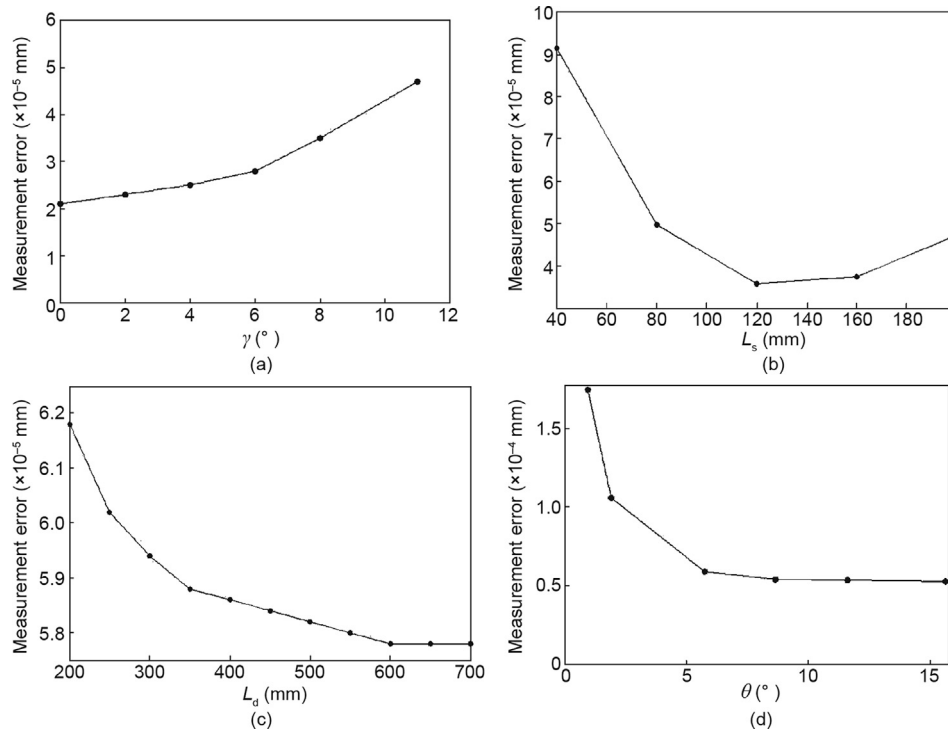 6
5
4
3
2
1
0
Measurement error (×10⁻⁵ mm)
0 2 4 6 8 10 12
γ (°)
(a)
10
9
8
7
6
5
4
Measurement error (×10⁻⁵ mm)
40 60 80 100 120 140 160 180
Lₛ (mm)
(b)
6.2
6.1
6.0
5.9
5.8
Measurement error (×10⁻⁵ mm)
200 300 400 500 600 700
L_d (mm)
(c)
1.5
1.0
0.5
0
Measurement error (×10⁻⁴ mm)
0 5 10 15
θ (°)
(d)